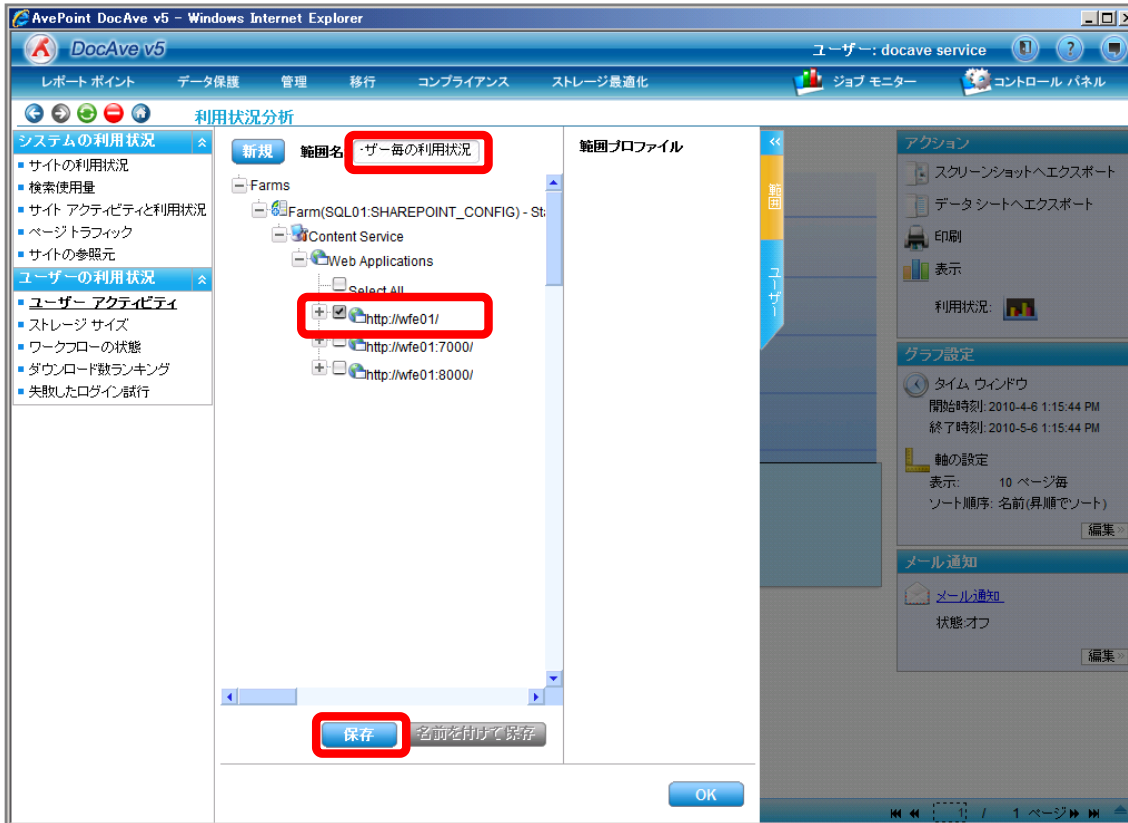 AvePoint DocAve v5 - Windows Internet Explorer
DocAve v5
ユーザー: docave service
?
レポート ポイント データ保護 管理 移行 コンプライアンス ストレージ最適化 ジョブ モニター コントロール パネル
利用状況分析
システムの利用状況
サイトの利用状況
検索使用量
サイト アクティビティと利用状況
ページトラフィック
サイトの参照元
ユーザーの利用状況
ユーザー アクティビティ
ストレージ サイズ
ワークフローの状態
ダウンロード数ランキング
失敗したログイン試行
新規 範囲名 ーザー毎の利用状況
Farms
Farm(SQL01:SHAREPOINT_CONFIG) - Sta
Content Service
Web Applications
Select All
http://wfe01/
http://wfe01:7000/
http://wfe01:8000/
保存 名前を付けて保存
範囲プロファイル
OK
範囲
ユーザー
アクション
スクリーンショットへエクスポート
データ シートへエクスポート
印刷
表示
利用状況:
グラフ設定
タイム ウィンドウ
開始時刻: 2010-4-6 1:15:44 PM
終了時刻: 2010-5-6 1:15:44 PM
軸の設定
表示: 10 ページ毎
ソート順序: 名前(昇順でソート)
編集
メール通知
メール通知
状態:オフ
編集
1 / 1 ページ